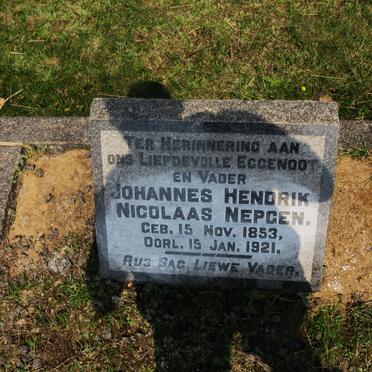 TER HERINNERING AAN
ONS LIEFDEVOLLE EGGENOOT
EN VADER
JOHANNES HENDRIK
NICOLAAS NEPGEN.
GEB. 15 NOV. 1853.
OORL. 15 JAN. 1921.
RUS SAG, LIEWE VADER.